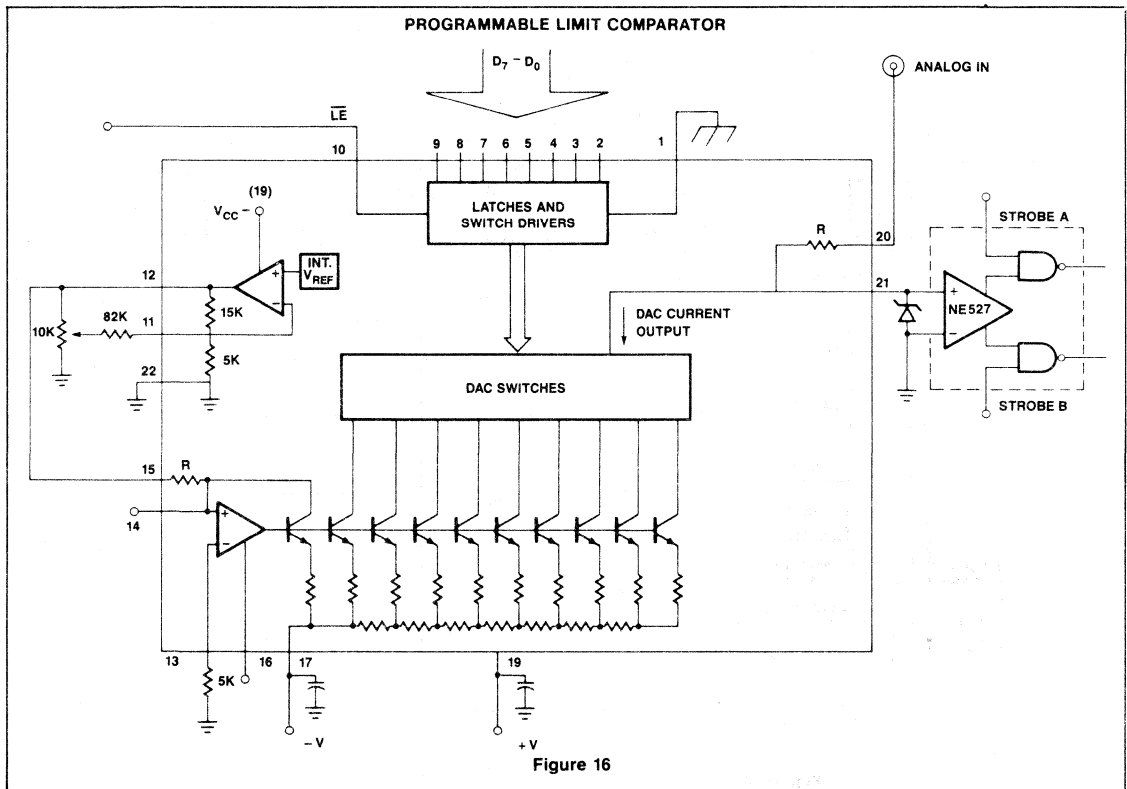 PROGRAMMABLE LIMIT COMPARATOR
D7 – D0
ANALOG IN
LE
10
9 8 7 6 5 4 3 2
1
LATCHES AND
SWITCH DRIVERS
(19)
VCC –
INT.
VREF
+
–
12
15K
10K
82K
11
5K
22
R
20
21
STROBE A
+
–
NE527
STROBE B
DAC CURRENT
OUTPUT
DAC SWITCHES
15
R
14
+
–
13
5K
16
17
– V
19
+ V
Figure 16